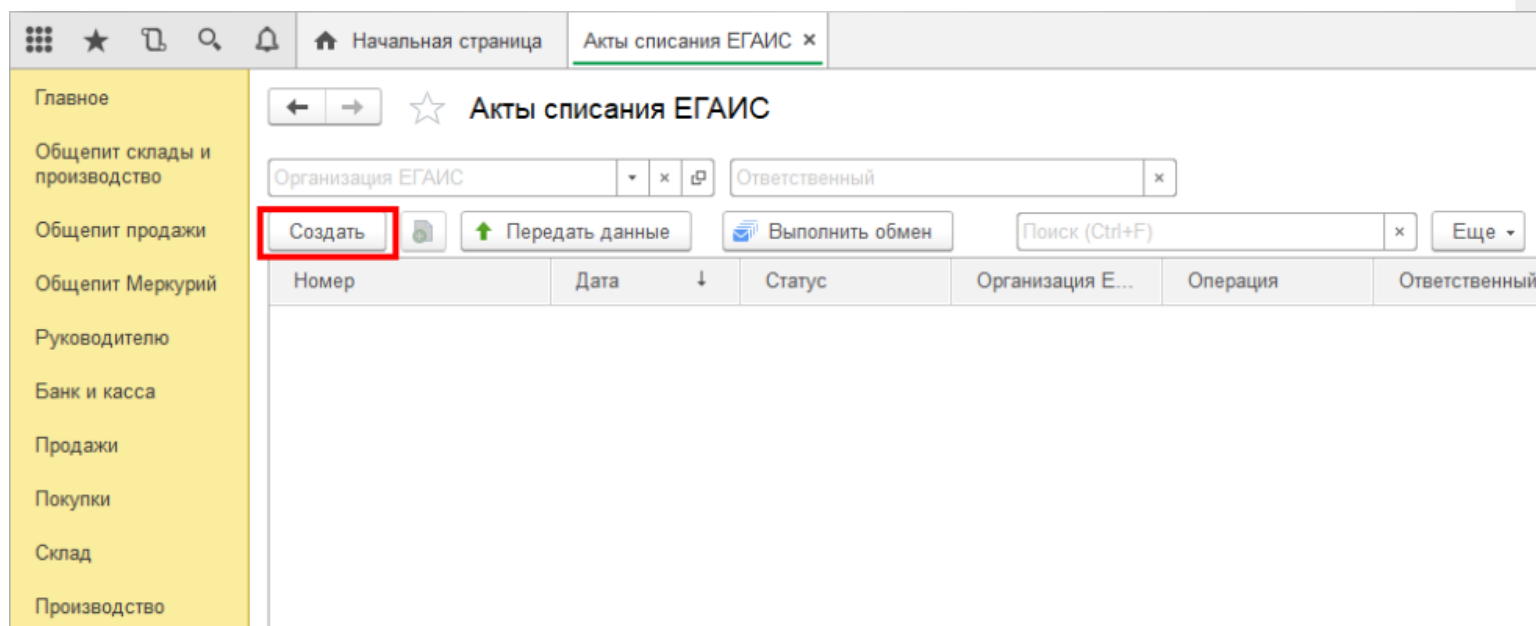 Начальная страница
Акты списания ЕГАИС ×
Главное
Общепит склады и
производство
Общепит продажи
Общепит Меркурий
Руководителю
Банк и касса
Продажи
Покупки
Склад
Производство
Акты списания ЕГАИС
Организация ЕГАИС
Ответственный
Создать
Передать данные
Выполнить обмен
Поиск (Ctrl+F)
Еще
Номер
Дата ↓
Статус
Организация Е...
Операция
Ответственный